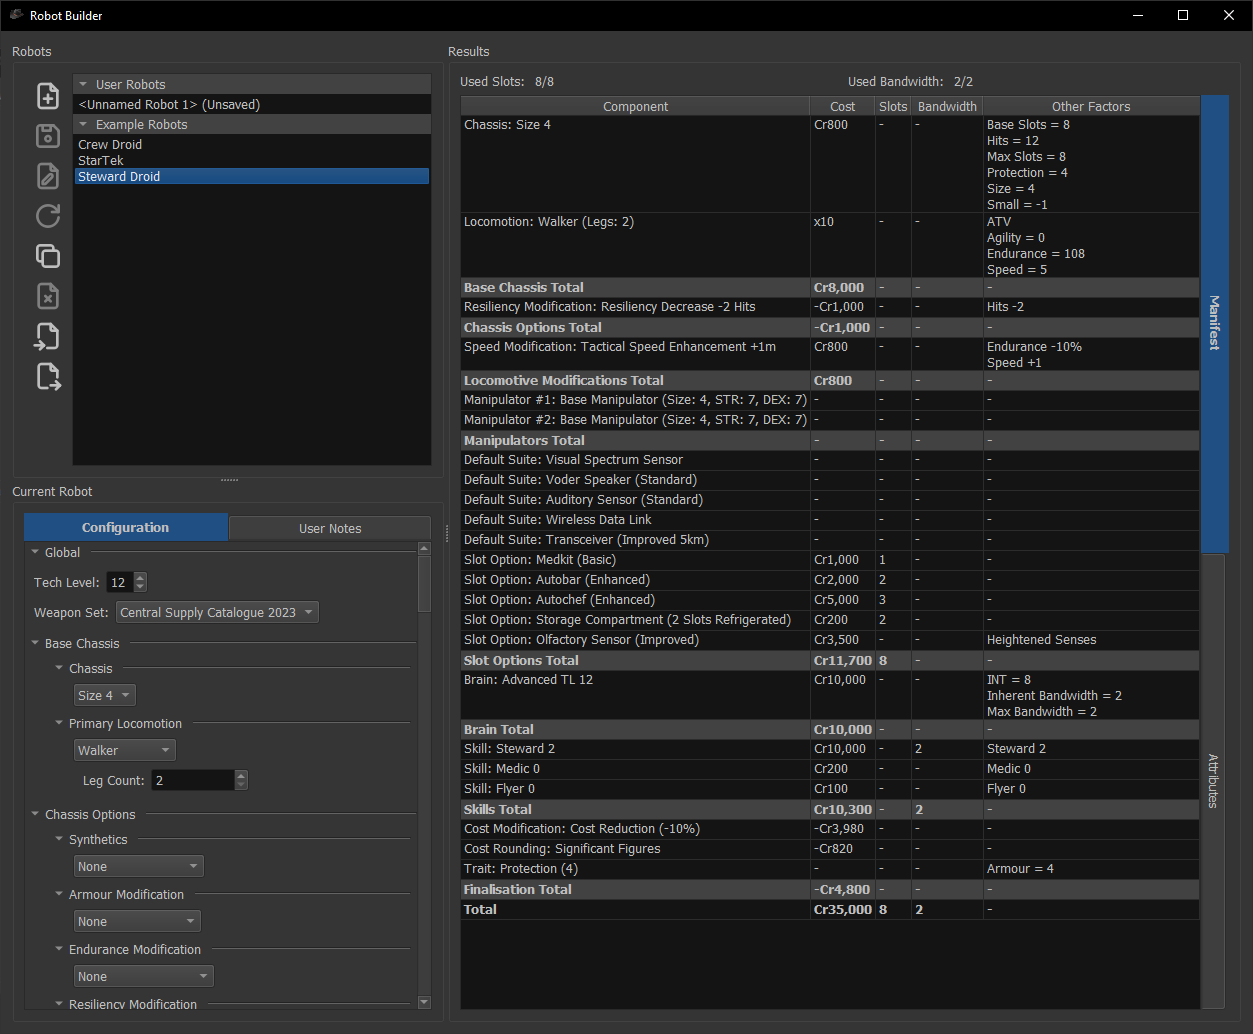 Robot Builder
Robots
User Robots
<Unnamed Robot 1> (Unsaved)
Example Robots
Crew Droid
StarTek
Steward Droid
Current Robot
Configuration User Notes
Global
Tech Level: 12
Weapon Set: Central Supply Catalogue 2023
Base Chassis
Chassis
Size 4
Primary Locomotion
Walker
Leg Count: 2
Chassis Options
Synthetics
None
Armour Modification
None
Endurance Modification
None
Resiliency Modification
Results
Used Slots: 8/8 Used Bandwidth: 2/2
Component Cost Slots Bandwidth Other Factors
Chassis: Size 4 Cr800 - - Base Slots = 8
Hits = 12
Max Slots = 8
Protection = 4
Size = 4
Small = -1
Locomotion: Walker (Legs: 2) x10 - - ATV
Agility = 0
Endurance = 108
Speed = 5
Base Chassis Total Cr8,000 - - -
Resiliency Modification: Resiliency Decrease -2 Hits -Cr1,000 - - Hits -2
Chassis Options Total -Cr1,000 - - -
Speed Modification: Tactical Speed Enhancement +1m Cr800 - - Endurance -10%
Speed +1
Locomotive Modifications Total Cr800 - - -
Manipulator #1: Base Manipulator (Size: 4, STR: 7, DEX: 7) - - - -
Manipulator #2: Base Manipulator (Size: 4, STR: 7, DEX: 7) - - - -
Manipulators Total - - - -
Default Suite: Visual Spectrum Sensor - - - -
Default Suite: Voder Speaker (Standard) - - - -
Default Suite: Auditory Sensor (Standard) - - - -
Default Suite: Wireless Data Link - - - -
Default Suite: Transceiver (Improved 5km) - - - -
Slot Option: Medkit (Basic) Cr1,000 1 - -
Slot Option: Autobar (Enhanced) Cr2,000 2 - -
Slot Option: Autochef (Enhanced) Cr5,000 3 - -
Slot Option: Storage Compartment (2 Slots Refrigerated) Cr200 2 - -
Slot Option: Olfactory Sensor (Improved) Cr3,500 - - Heightened Senses
Slot Options Total Cr11,700 8 - -
Brain: Advanced TL 12 Cr10,000 - - INT = 8
Inherent Bandwidth = 2
Max Bandwidth = 2
Brain Total Cr10,000 - - -
Skill: Steward 2 Cr10,000 - 2 Steward 2
Skill: Medic 0 Cr200 - - Medic 0
Skill: Flyer 0 Cr100 - - Flyer 0
Skills Total Cr10,300 - 2 -
Cost Modification: Cost Reduction (-10%) -Cr3,980 - - -
Cost Rounding: Significant Figures -Cr820 - - -
Trait: Protection (4) - - - Armour = 4
Finalisation Total -Cr4,800 - - -
Total Cr35,000 8 2 -
Manifest
Attributes